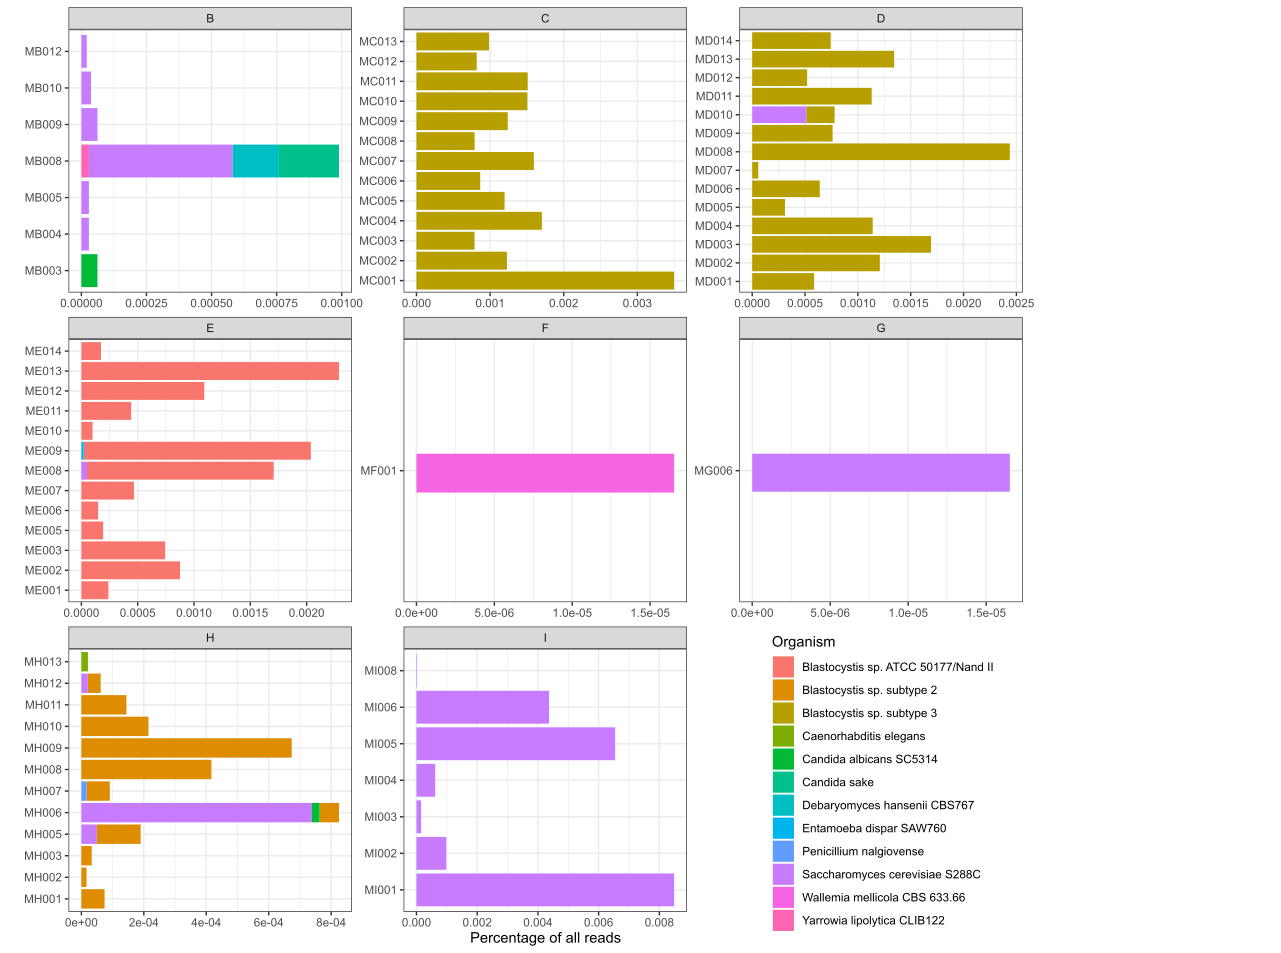 B
MB012
MB010
MB009
MB008
MB005
MB004
MB003
0.00000 0.00025 0.00050 0.00075 0.00100
C
MC013
MC012
MC011
MC010
MC009
MC008
MC007
MC006
MC005
MC004
MC003
MC002
MC001
0.000 0.001 0.002 0.003
D
MD014
MD013
MD012
MD011
MD010
MD009
MD008
MD007
MD006
MD005
MD004
MD003
MD002
MD001
0.0000 0.0005 0.0010 0.0015 0.0020 0.0025
E
ME014
ME013
ME012
ME011
ME010
ME009
ME008
ME007
ME006
ME005
ME003
ME002
ME001
0.0000 0.0005 0.0010 0.0015 0.0020
F
MF001
0.0e+00 5.0e-06 1.0e-05 1.5e-05
G
MG006
0.0e+00 5.0e-06 1.0e-05 1.5e-05
H
MH013
MH012
MH011
MH010
MH009
MH008
MH007
MH006
MH005
MH003
MH002
MH001
0e+00 2e-04 4e-04 6e-04 8e-04
I
MI008
MI006
MI005
MI004
MI003
MI002
MI001
0.000 0.002 0.004 0.006 0.008
Percentage of all reads
Organism
Blastocystis sp. ATCC 50177/Nand II
Blastocystis sp. subtype 2
Blastocystis sp. subtype 3
Caenorhabditis elegans
Candida albicans SC5314
Candida sake
Debaryomyces hansenii CBS767
Entamoeba dispar SAW760
Penicillium nalgiovense
Saccharomyces cerevisiae S288C
Wallemia mellicola CBS 633.66
Yarrowia lipolytica CLIB122